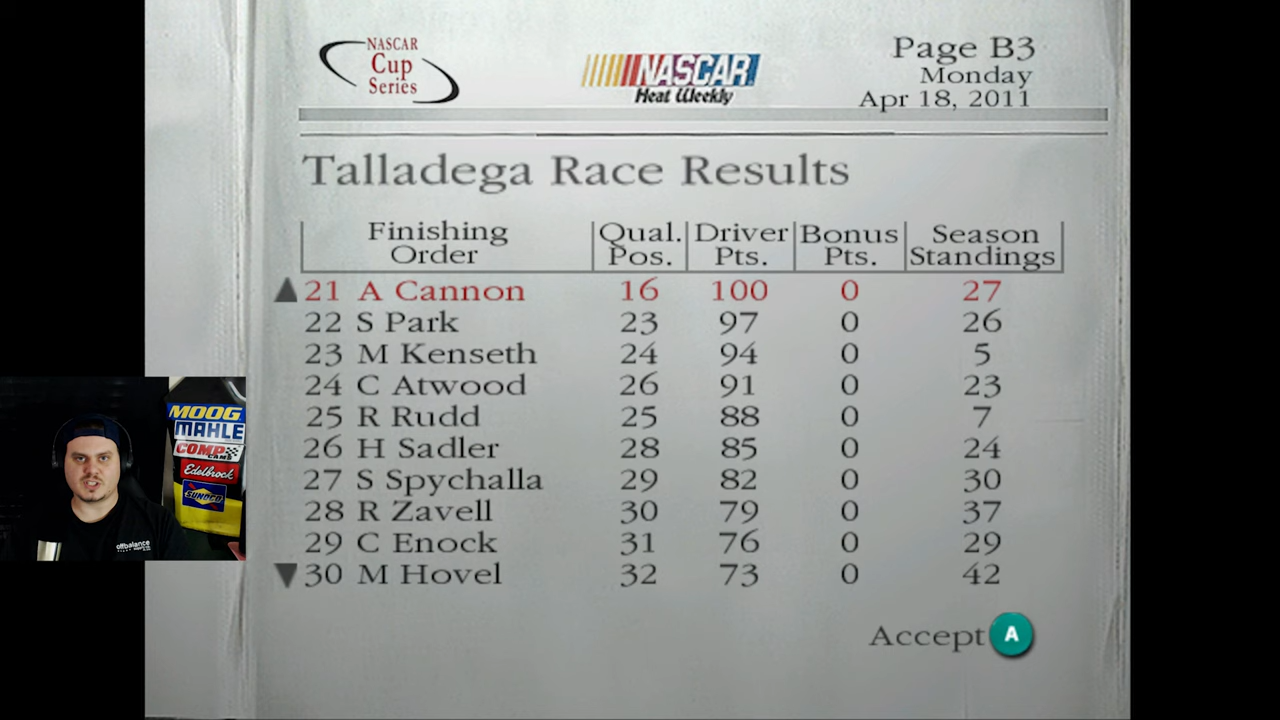 NASCAR
Cup
Series
NASCAR
Heat Weekly
Page B3
Monday
Apr 18, 2011
Talladega Race Results
Finishing Order Qual. Pos. Driver Pts. Bonus Pts. Season Standings
21 A Cannon 16 100 0 27
22 S Park 23 97 0 26
23 M Kenseth 24 94 0 5
24 C Atwood 26 91 0 23
25 R Rudd 25 88 0 7
26 H Sadler 28 85 0 24
27 S Spychalla 29 82 0 30
28 R Zavell 30 79 0 37
29 C Enock 31 76 0 29
30 M Hovel 32 73 0 42
Accept A
MOOG
MAHLE
COMP
CAMS
Edelbrock
SUNOCO
offbalance